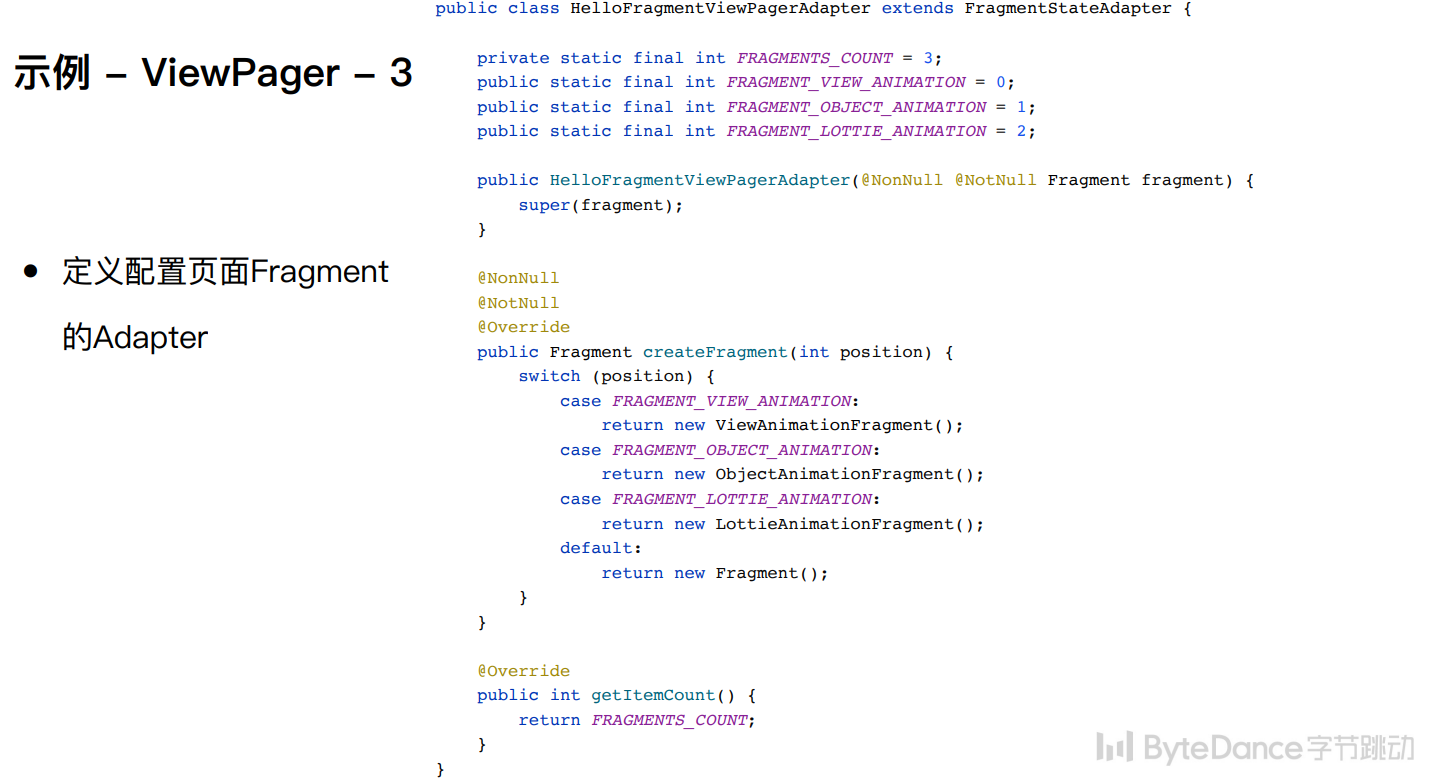 示例 – ViewPager – 3
● 定义配置页面Fragment
的Adapter
public class HelloFragmentViewPagerAdapter extends FragmentStateAdapter {
    private static final int FRAGMENTS_COUNT = 3;
    public static final int FRAGMENT_VIEW_ANIMATION = 0;
    public static final int FRAGMENT_OBJECT_ANIMATION = 1;
    public static final int FRAGMENT_LOTTIE_ANIMATION = 2;
    public HelloFragmentViewPagerAdapter(@NonNull @NotNull Fragment fragment) {
        super(fragment);
    }
    @NonNull
    @NotNull
    @Override
    public Fragment createFragment(int position) {
        switch (position) {
            case FRAGMENT_VIEW_ANIMATION:
                return new ViewAnimationFragment();
            case FRAGMENT_OBJECT_ANIMATION:
                return new ObjectAnimationFragment();
            case FRAGMENT_LOTTIE_ANIMATION:
                return new LottieAnimationFragment();
            default:
                return new Fragment();
        }
    }
    @Override
    public int getItemCount() {
        return FRAGMENTS_COUNT;
    }
}
ByteDance字节跳动